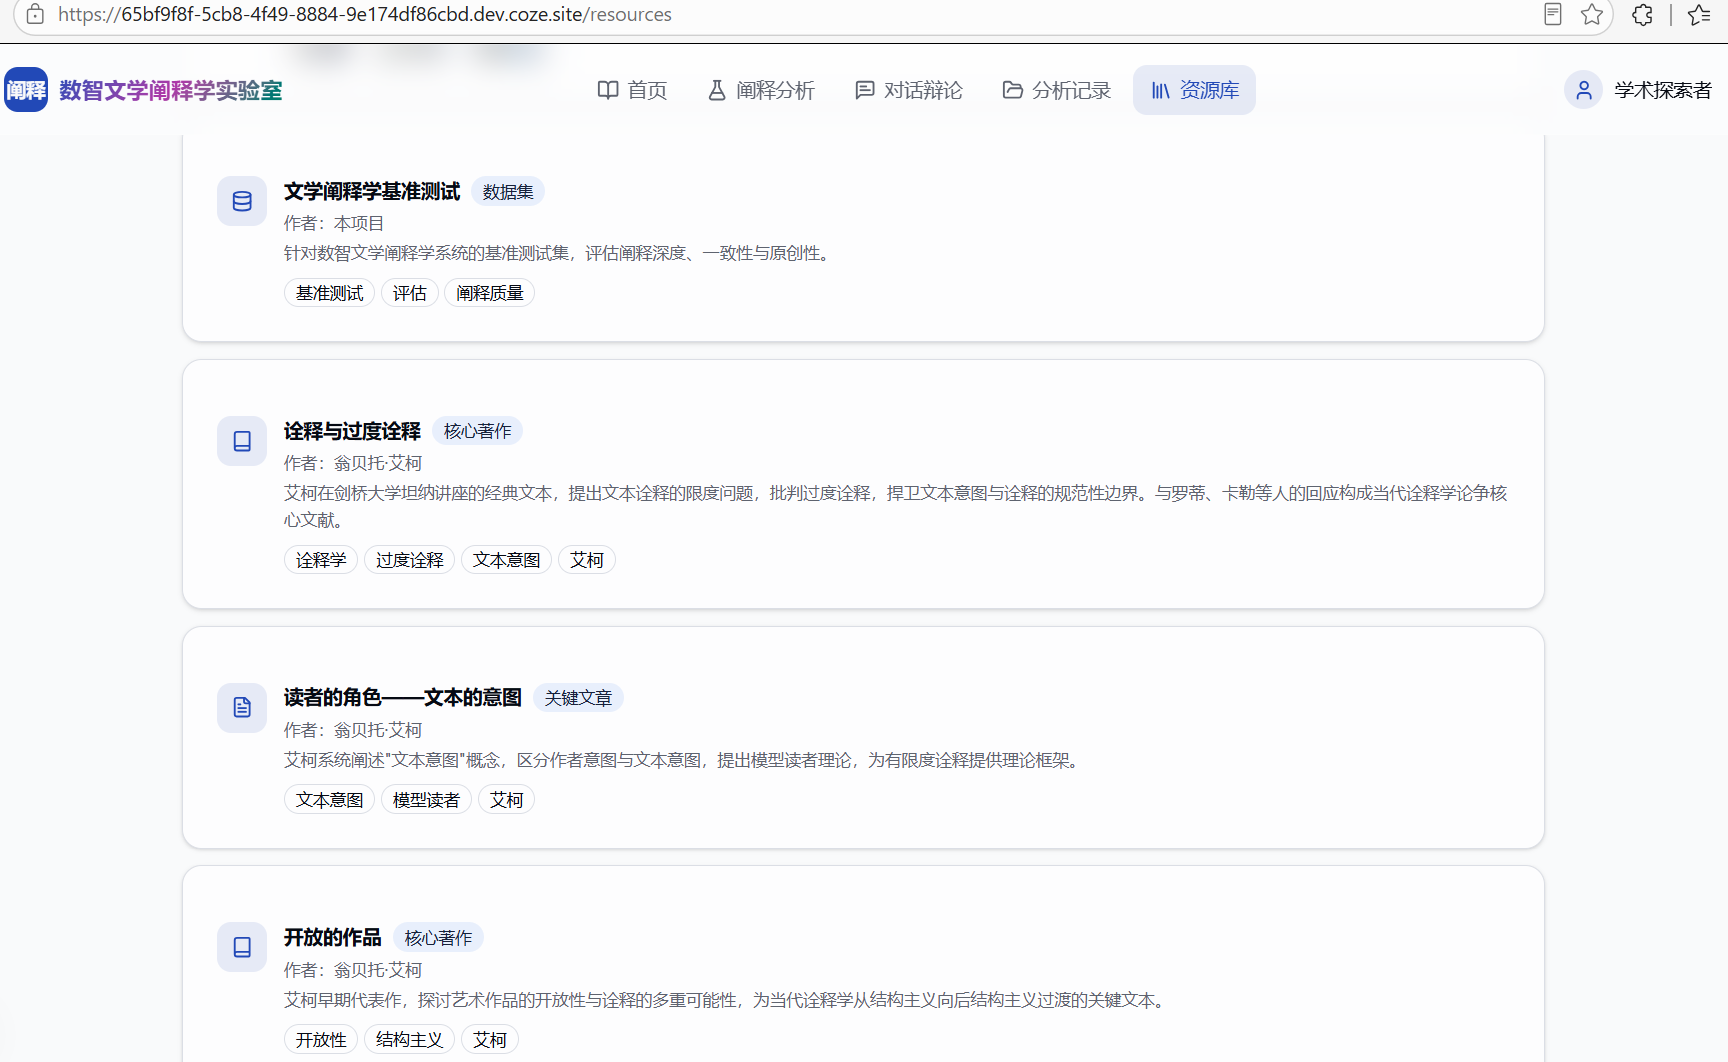 https://65bf9f8f-5cb8-4f49-8884-9e174df86cbd.dev.coze.site/resources
阐释 数智文学阐释学实验室 首页 阐释分析 对话辩论 分析记录 资源库 学术探索者
文学阐释学基准测试 数据集
作者：本项目
针对数智文学阐释学系统的基准测试集，评估阐释深度、一致性与原创性。
基准测试 评估 阐释质量
诠释与过度诠释 核心著作
作者：翁贝托·艾柯
艾柯在剑桥大学坦纳讲座的经典文本，提出文本诠释的限度问题，批判过度诠释，捍卫文本意图与诠释的规范性边界。与罗蒂、卡勒等人的回应构成当代诠释学论争核
心文献。
诠释学 过度诠释 文本意图 艾柯
读者的角色——文本的意图 关键文章
作者：翁贝托·艾柯
艾柯系统阐述"文本意图"概念，区分作者意图与文本意图，提出模型读者理论，为有限度诠释提供理论框架。
文本意图 模型读者 艾柯
开放的作品 核心著作
作者：翁贝托·艾柯
艾柯早期代表作，探讨艺术作品的开放性与诠释的多重可能性，为当代诠释学从结构主义向后结构主义过渡的关键文本。
开放性 结构主义 艾柯